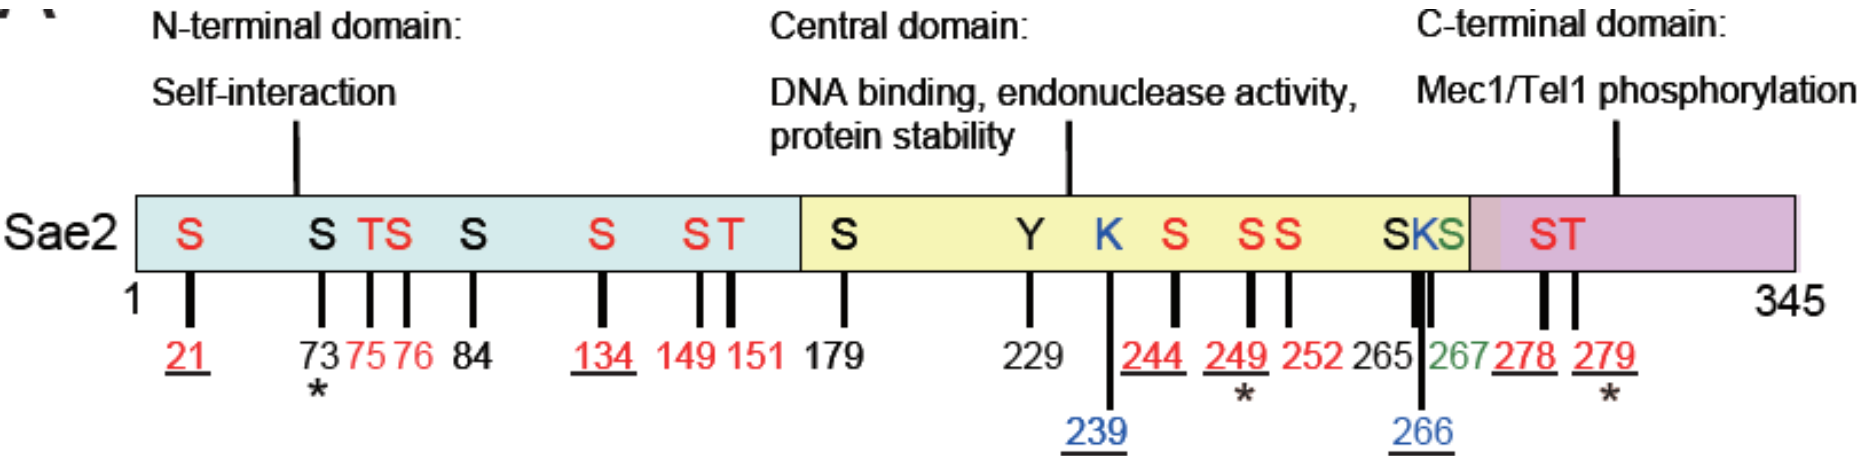 N-terminal domain:
Self-interaction
Central domain:
DNA binding, endonuclease activity,
protein stability
C-terminal domain:
Mec1/Tel1 phosphorylation
Sae2
S S T S S S S T S Y K S S S S K S S T
1 345
21 73 75 76 84 134 149 151 179 229 244 249 252 265 267 278 279
* * *
239 266